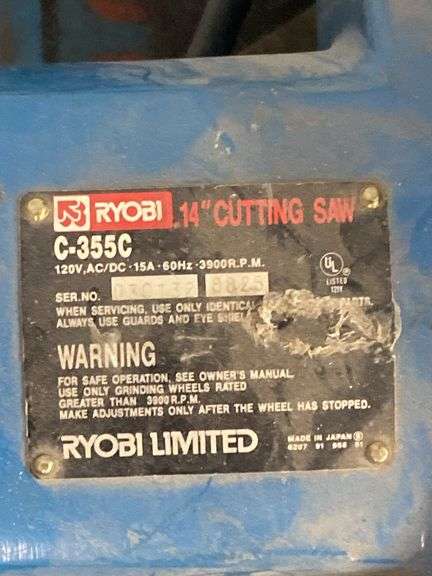 RYOBI 14" CUTTING SAW
C-355C
120V,AC/DC·15A·60Hz·3900R.P.M.
SER.NO.
WHEN SERVICING, USE ONLY IDENTICAL PARTS.
ALWAYS USE GUARDS AND EYE
UL
LISTED
WARNING
FOR SAFE OPERATION, SEE OWNER'S MANUAL.
USE ONLY GRINDING WHEELS RATED
GREATER THAN 3900 R.P.M.
MAKE ADJUSTMENTS ONLY AFTER THE WHEEL HAS STOPPED.
RYOBI LIMITED
MADE IN JAPAN